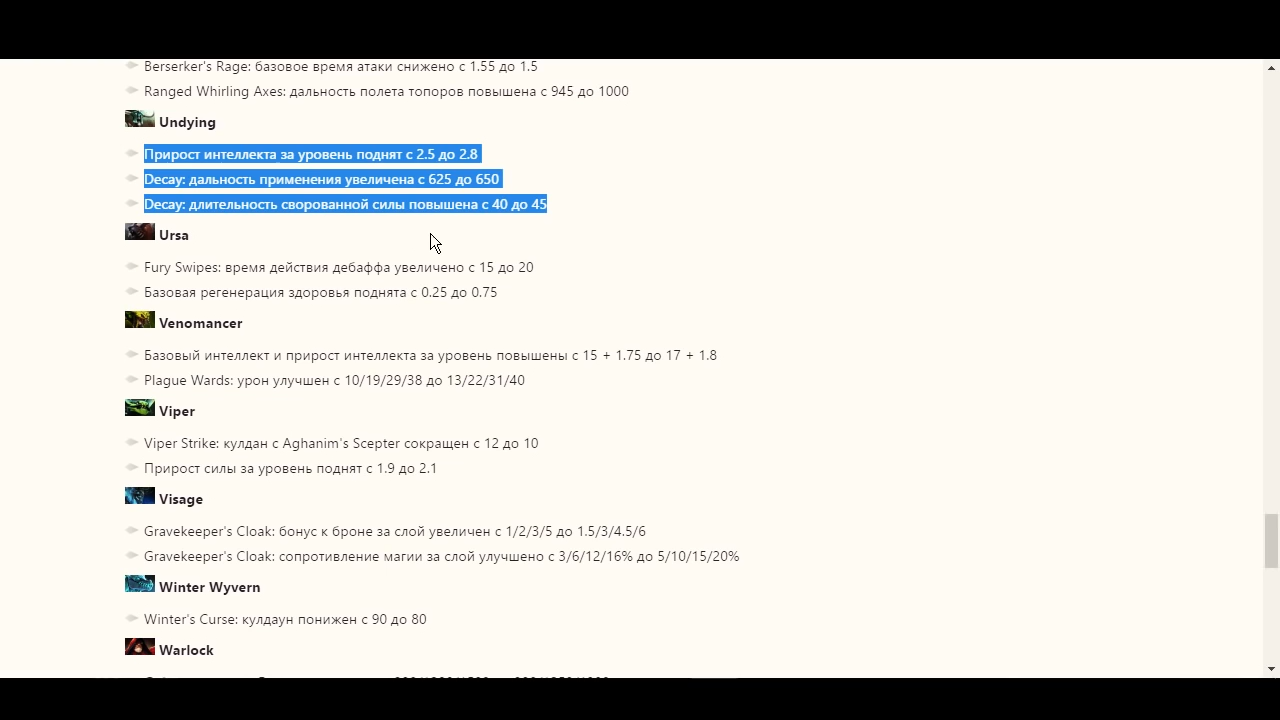 Berserker's Rage: базовое время атаки снижено с 1.55 до 1.5
Ranged Whirling Axes: дальность полета топоров повышена с 945 до 1000
Undying
Прирост интеллекта за уровень поднят с 2.5 до 2.8
Decay: дальность применения увеличена с 625 до 650
Decay: длительность сворованной силы повышена с 40 до 45
Ursa
Fury Swipes: время действия дебаффа увеличено с 15 до 20
Базовая регенерация здоровья поднята с 0.25 до 0.75
Venomancer
Базовый интеллект и прирост интеллекта за уровень повышены с 15 + 1.75 до 17 + 1.8
Plague Wards: урон улучшен с 10/19/29/38 до 13/22/31/40
Viper
Viper Strike: кулдан с Aghanim's Scepter сокращен с 12 до 10
Прирост силы за уровень поднят с 1.9 до 2.1
Visage
Gravekeeper's Cloak: бонус к броне за слой увеличен с 1/2/3/5 до 1.5/3/4.5/6
Gravekeeper's Cloak: сопротивление магии за слой улучшено с 3/6/12/16% до 5/10/15/20%
Winter Wyvern
Winter's Curse: кулдаун понижен с 90 до 80
Warlock